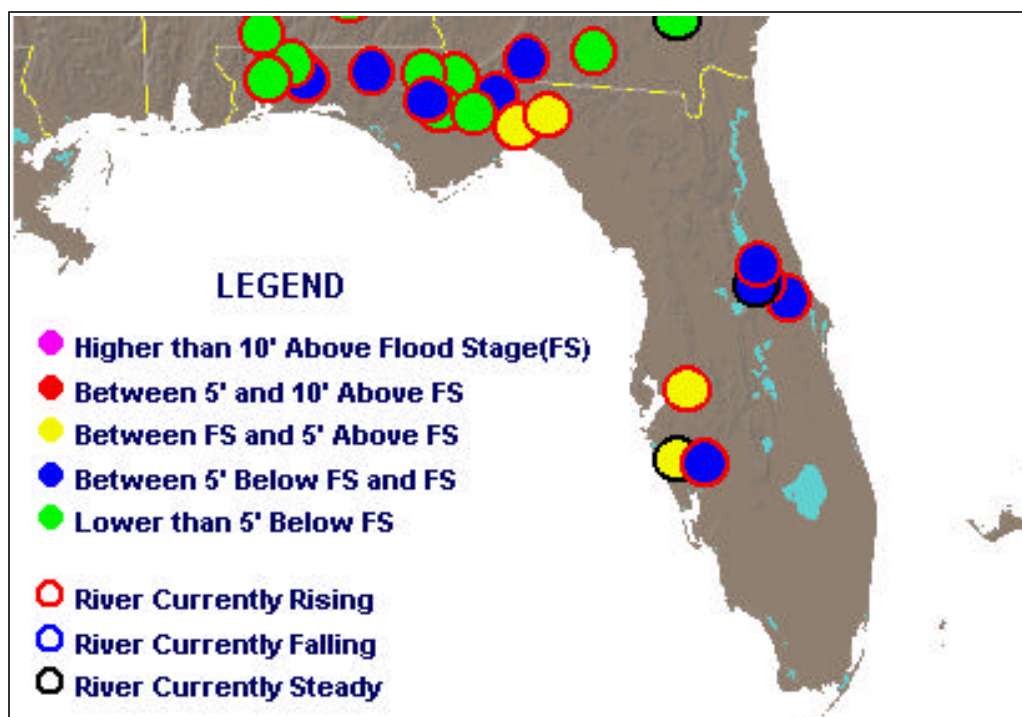 LEGEND
Higher than 10' Above Flood Stage(FS)
Between 5' and 10' Above FS
Between FS and 5' Above FS
Between 5' Below FS and FS
Lower than 5' Below FS
River Currently Rising
River Currently Falling
River Currently Steady